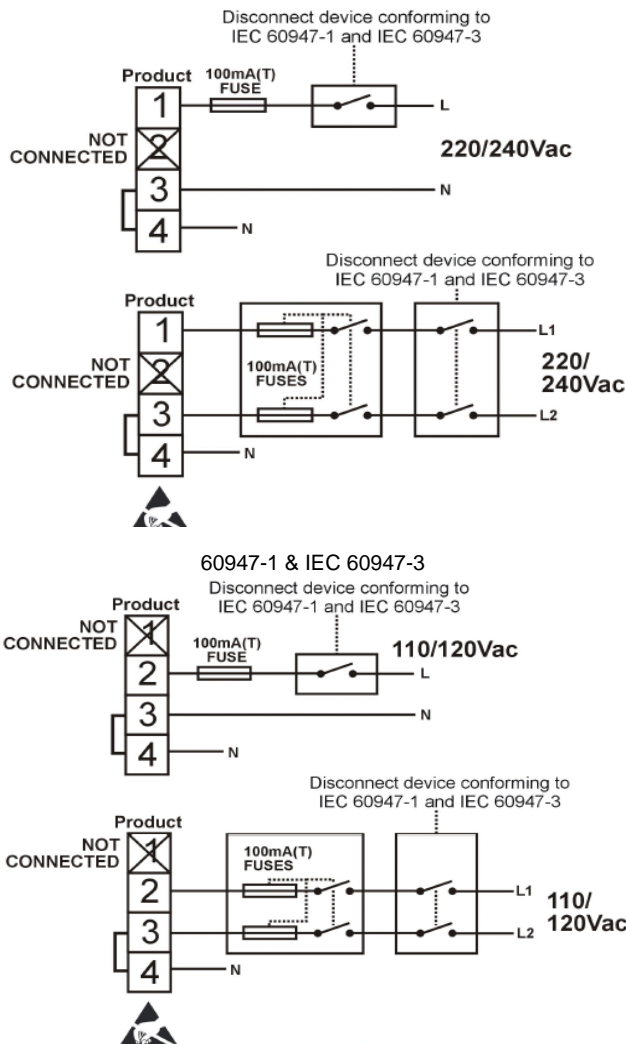 Disconnect device conforming to
IEC 60947-1 and IEC 60947-3
Product
100mA(T)
FUSE
1
L
NOT
CONNECTED
2
220/240Vac
3
N
4
N
Disconnect device conforming to
IEC 60947-1 and IEC 60947-3
Product
1
L1
NOT
CONNECTED
2
100mA(T)
FUSES
220/
240Vac
3
L2
4
N
60947-1 & IEC 60947-3
Disconnect device conforming to
IEC 60947-1 and IEC 60947-3
Product
NOT
CONNECTED
1
100mA(T)
FUSE
110/120Vac
2
L
3
N
4
N
Disconnect device conforming to
IEC 60947-1 and IEC 60947-3
Product
NOT
CONNECTED
1
100mA(T)
FUSES
2
L1
110/
120Vac
3
L2
4
N